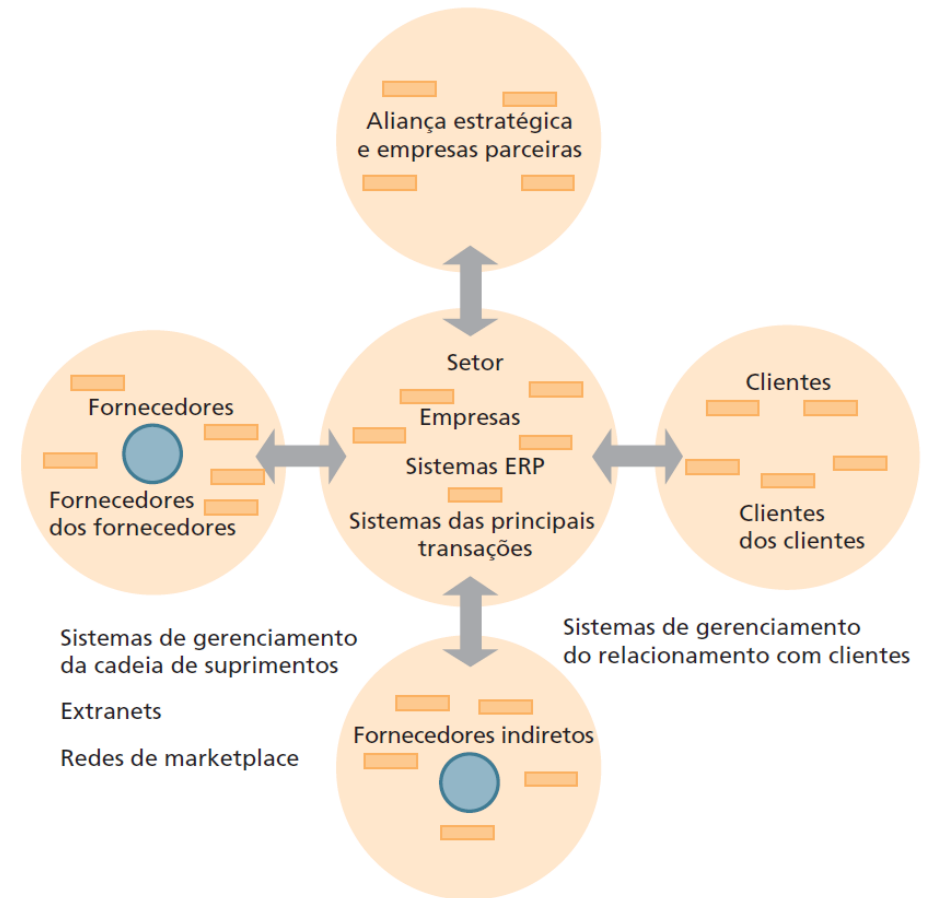 Aliança estratégica
e empresas parceiras
Setor
Empresas
Sistemas ERP
Sistemas das principais
transações
Fornecedores
Fornecedores
dos fornecedores
Clientes
Clientes
dos clientes
Sistemas de gerenciamento
da cadeia de suprimentos
Extranets
Redes de marketplace
Sistemas de gerenciamento
do relacionamento com clientes
Fornecedores indiretos